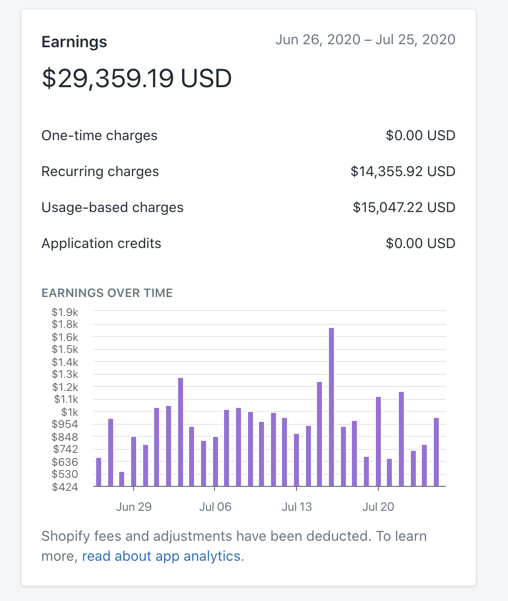 Earnings
Jun 26, 2020 – Jul 25, 2020
$29,359.19 USD
One-time charges $0.00 USD
Recurring charges $14,355.92 USD
Usage-based charges $15,047.22 USD
Application credits $0.00 USD
EARNINGS OVER TIME
$1.9k
$1.8k
$1.6k
$1.5k
$1.4k
$1.3k
$1.2k
$1.1k
$1k
$954
$848
$742
$636
$530
$424
Jun 29 Jul 06 Jul 13 Jul 20
Shopify fees and adjustments have been deducted. To learn
more, read about app analytics.